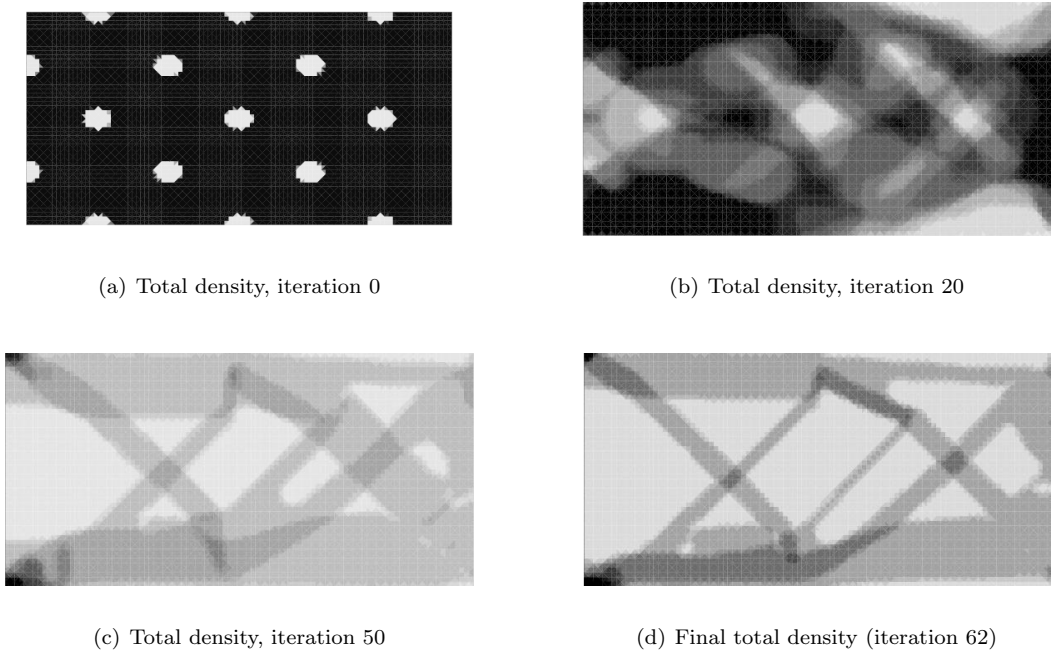 (a) Total density, iteration 0
(b) Total density, iteration 20
(c) Total density, iteration 50
(d) Final total density (iteration 62)